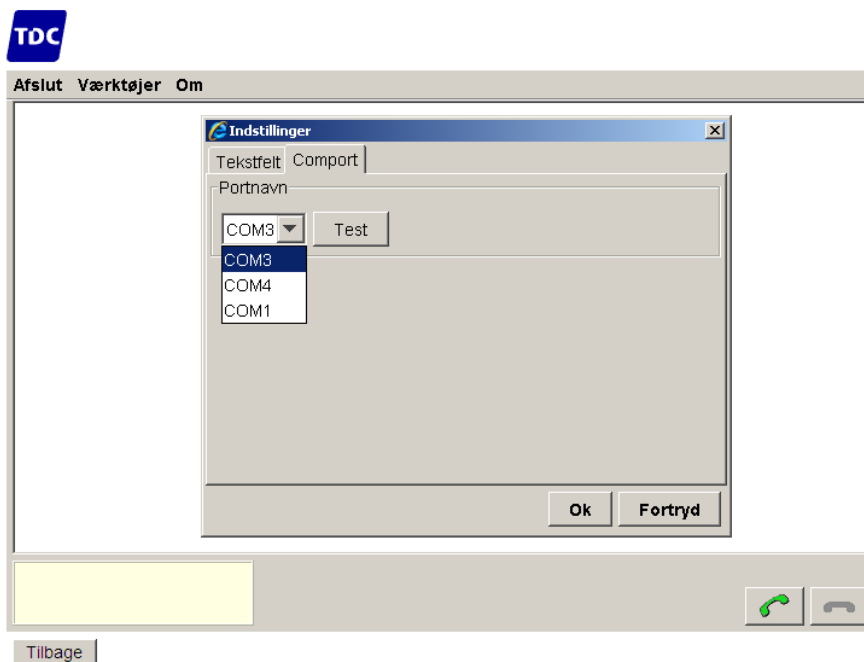 TDC
Afslut Værktøjer Om
Indstillinger
Tekstfelt Comport
Portnavn
COM3 Test
COM3
COM4
COM1
Ok Fortryd
Tilbage